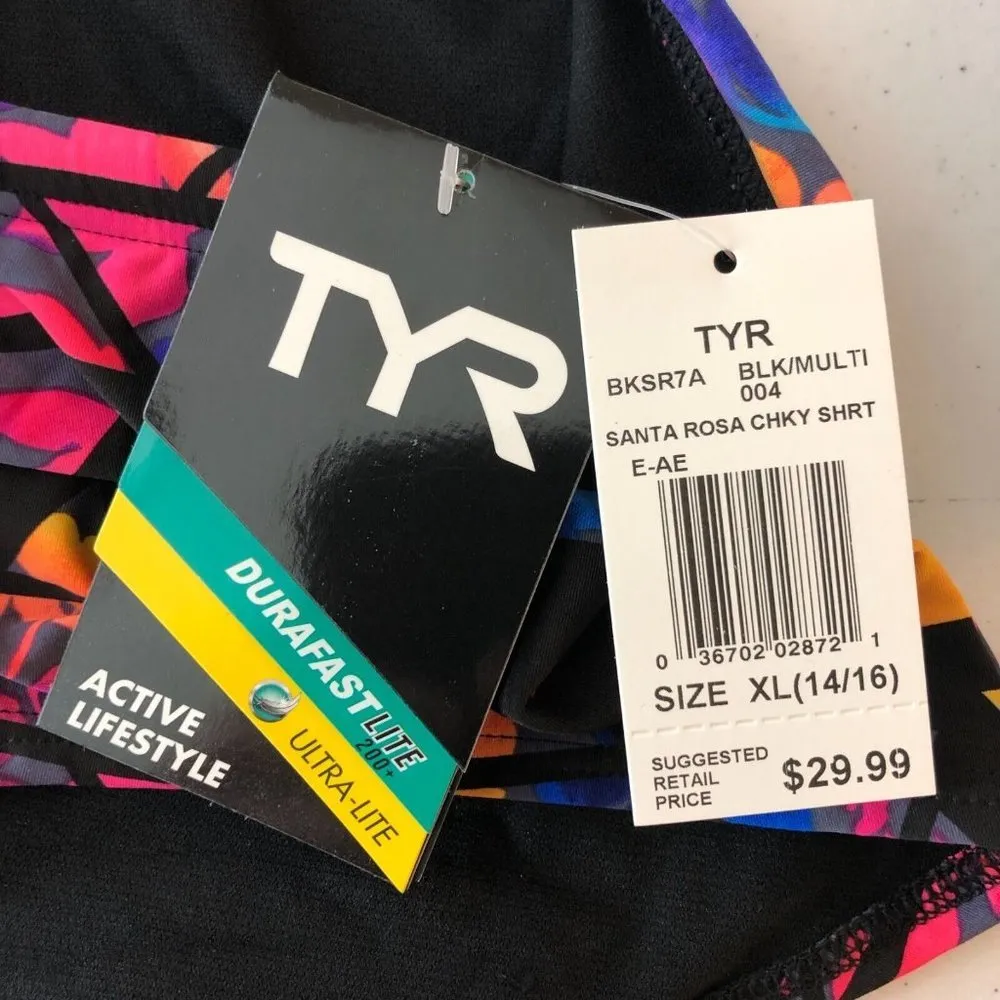 TYR
DURAFAST LITE
200+
ULTRA-LITE
ACTIVE
LIFESTYLE
TYR
BKSR7A BLK/MULTI
004
SANTA ROSA CHKY SHRT
E-AE
0 36702 02872 1
SIZE XL(14/16)
SUGGESTED
RETAIL
PRICE
$29.99